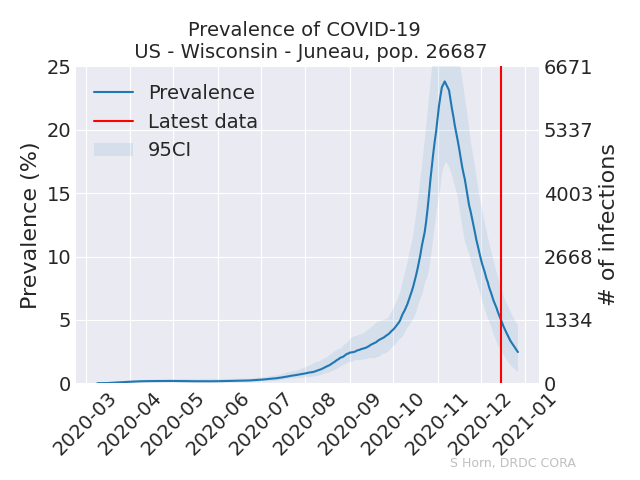 Prevalence of COVID-19
US - Wisconsin - Juneau, pop. 26687
Prevalence (%)
25
20
15
10
5
0
Prevalence
Latest data
95CI
6671
5337
4003
2668
1334
0
# of infections
2020-03
2020-04
2020-05
2020-06
2020-07
2020-08
2020-09
2020-10
2020-11
2020-12
2021-01
S Horn, DRDC CORA